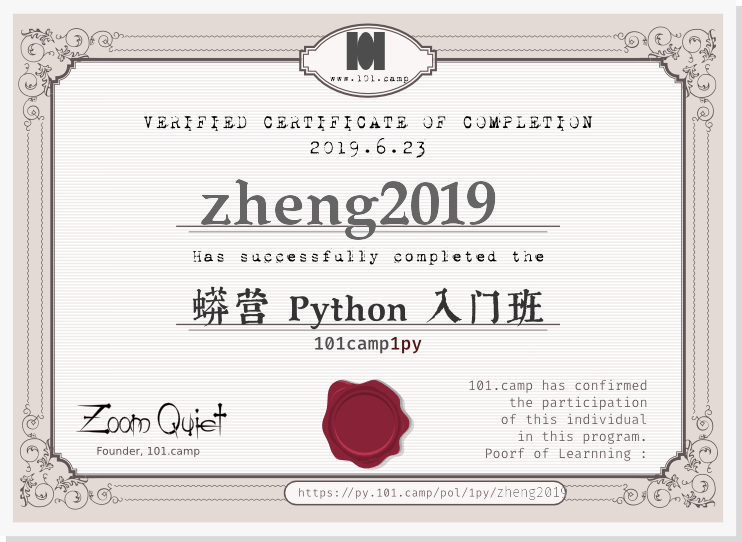 101
www.101.camp
VERIFIED CERTIFICATE OF COMPLETION
2019.6.23
zheng2019
Has successfully completed the
蟒营 Python 入门班
101camp1py
101.camp has confirmed
the participation
of this individual
in this program.
Poorf of Learnning :
Zoom Quiet
Founder, 101.camp
https://py.101.camp/pol/1py/zheng2019